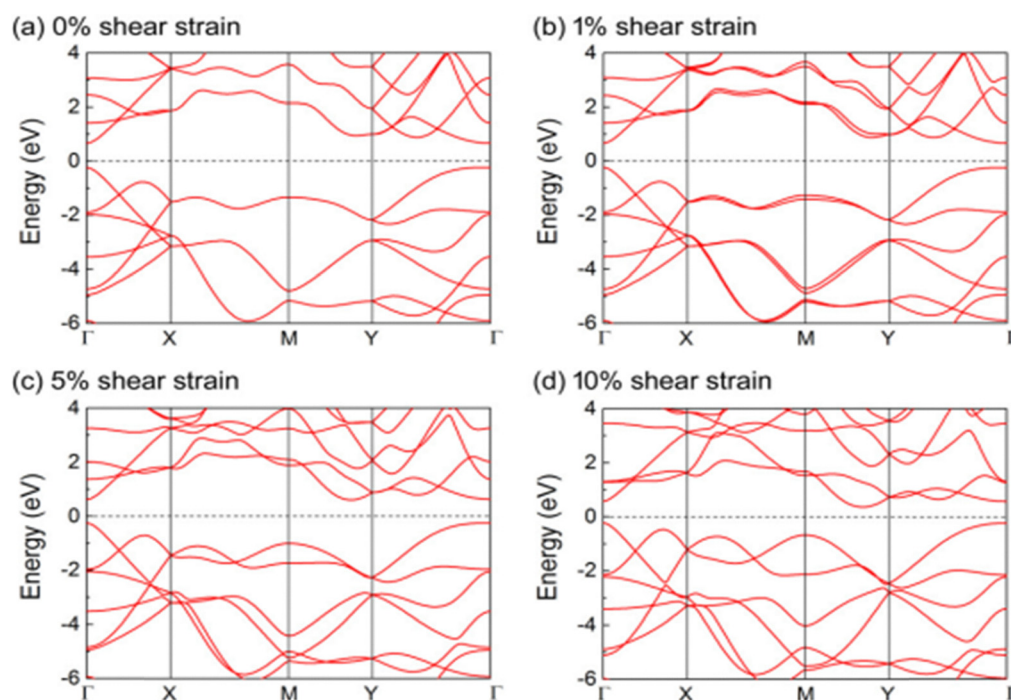 (a) 0% shear strain
(b) 1% shear strain
4
2
0
-2
-4
-6
Energy (eV)
Γ X M Y Γ
4
2
0
-2
-4
-6
Energy (eV)
Γ X M Y
(c) 5% shear strain
(d) 10% shear strain
4
2
0
-2
-4
-6
Energy (eV)
Γ X M Y Γ
4
2
0
-2
-4
-6
Energy (eV)
Γ X M Y